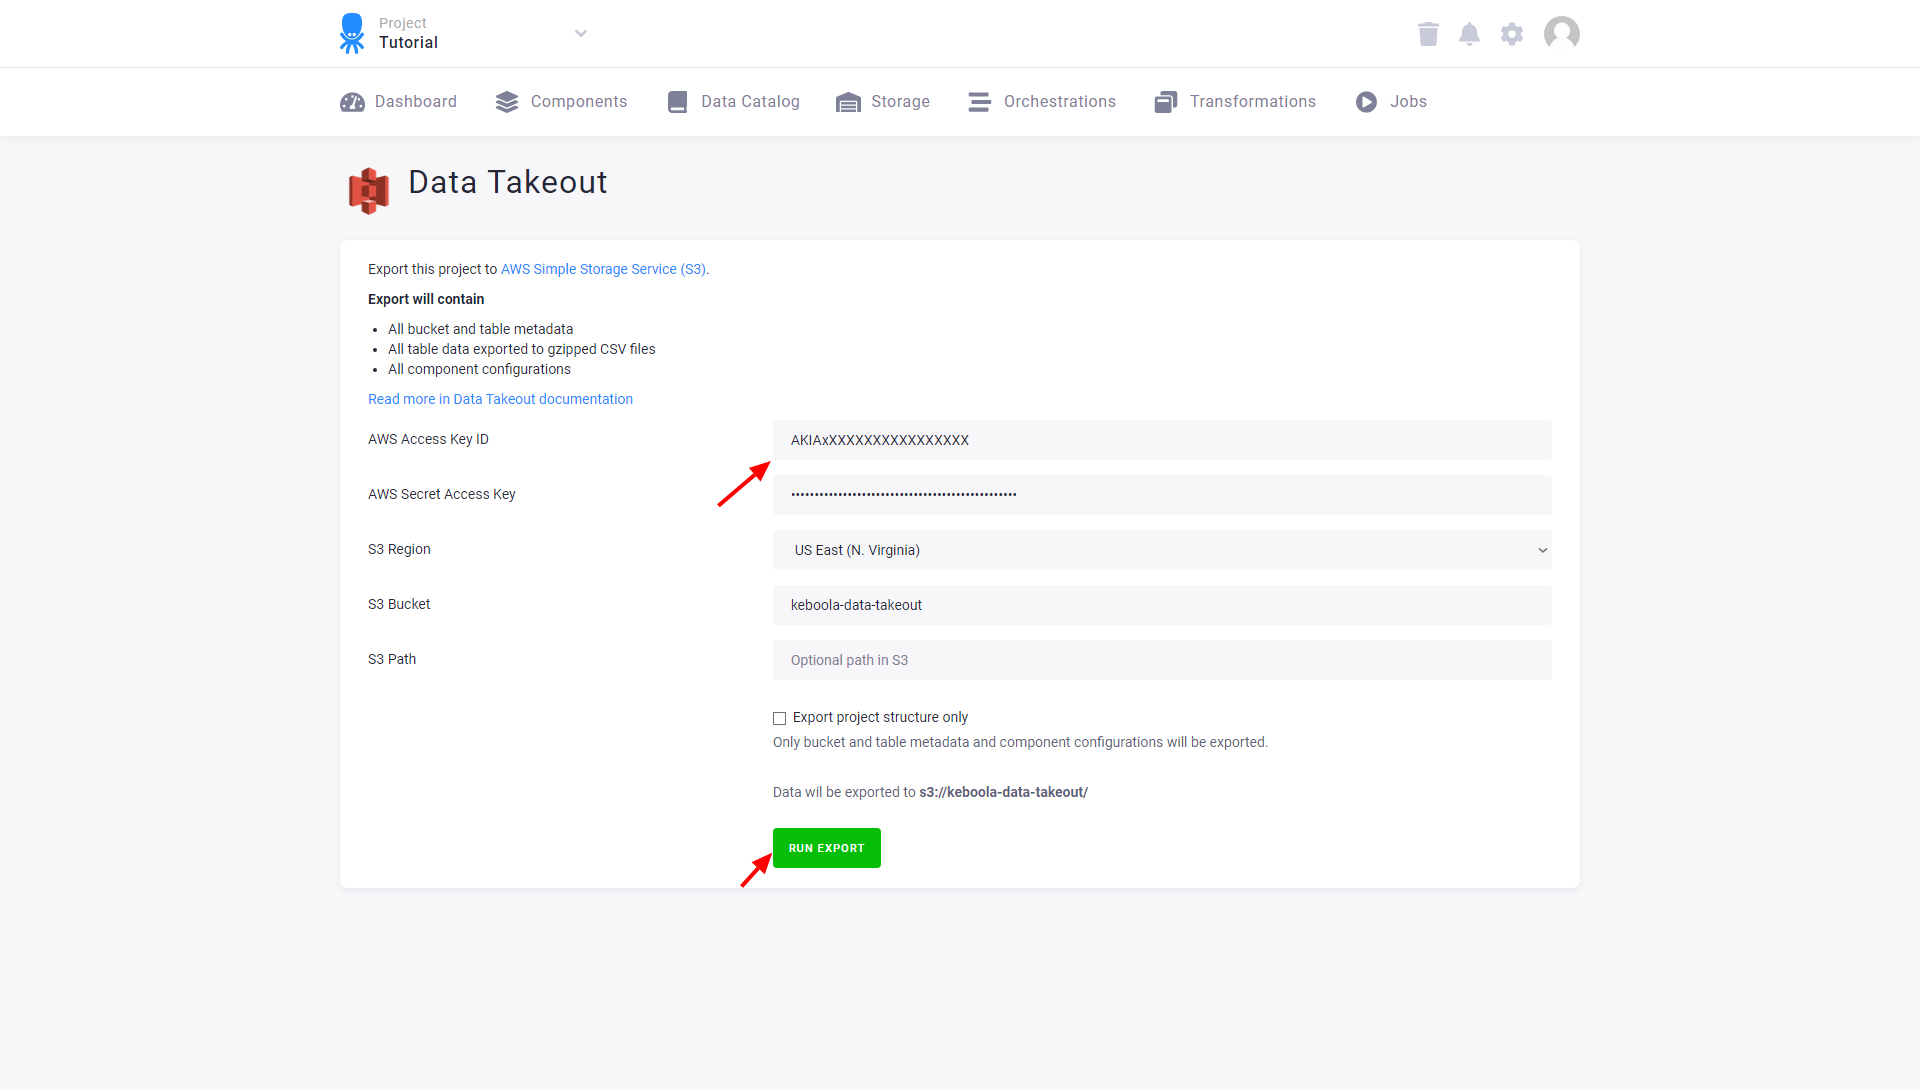 Project
Tutorial
Dashboard
Components
Data Catalog
Storage
Orchestrations
Transformations
Jobs
Data Takeout
Export this project to AWS Simple Storage Service (S3).
Export will contain
All bucket and table metadata
All table data exported to gzipped CSV files
All component configurations
Read more in Data Takeout documentation
AWS Access Key ID
AKIAxXXXXXXXXXXXXXXXX
AWS Secret Access Key
S3 Region
US East (N. Virginia)
S3 Bucket
keboola-data-takeout
S3 Path
Optional path in S3
Export project structure only
Only bucket and table metadata and component configurations will be exported.
Data wil be exported to s3://keboola-data-takeout/
RUN EXPORT